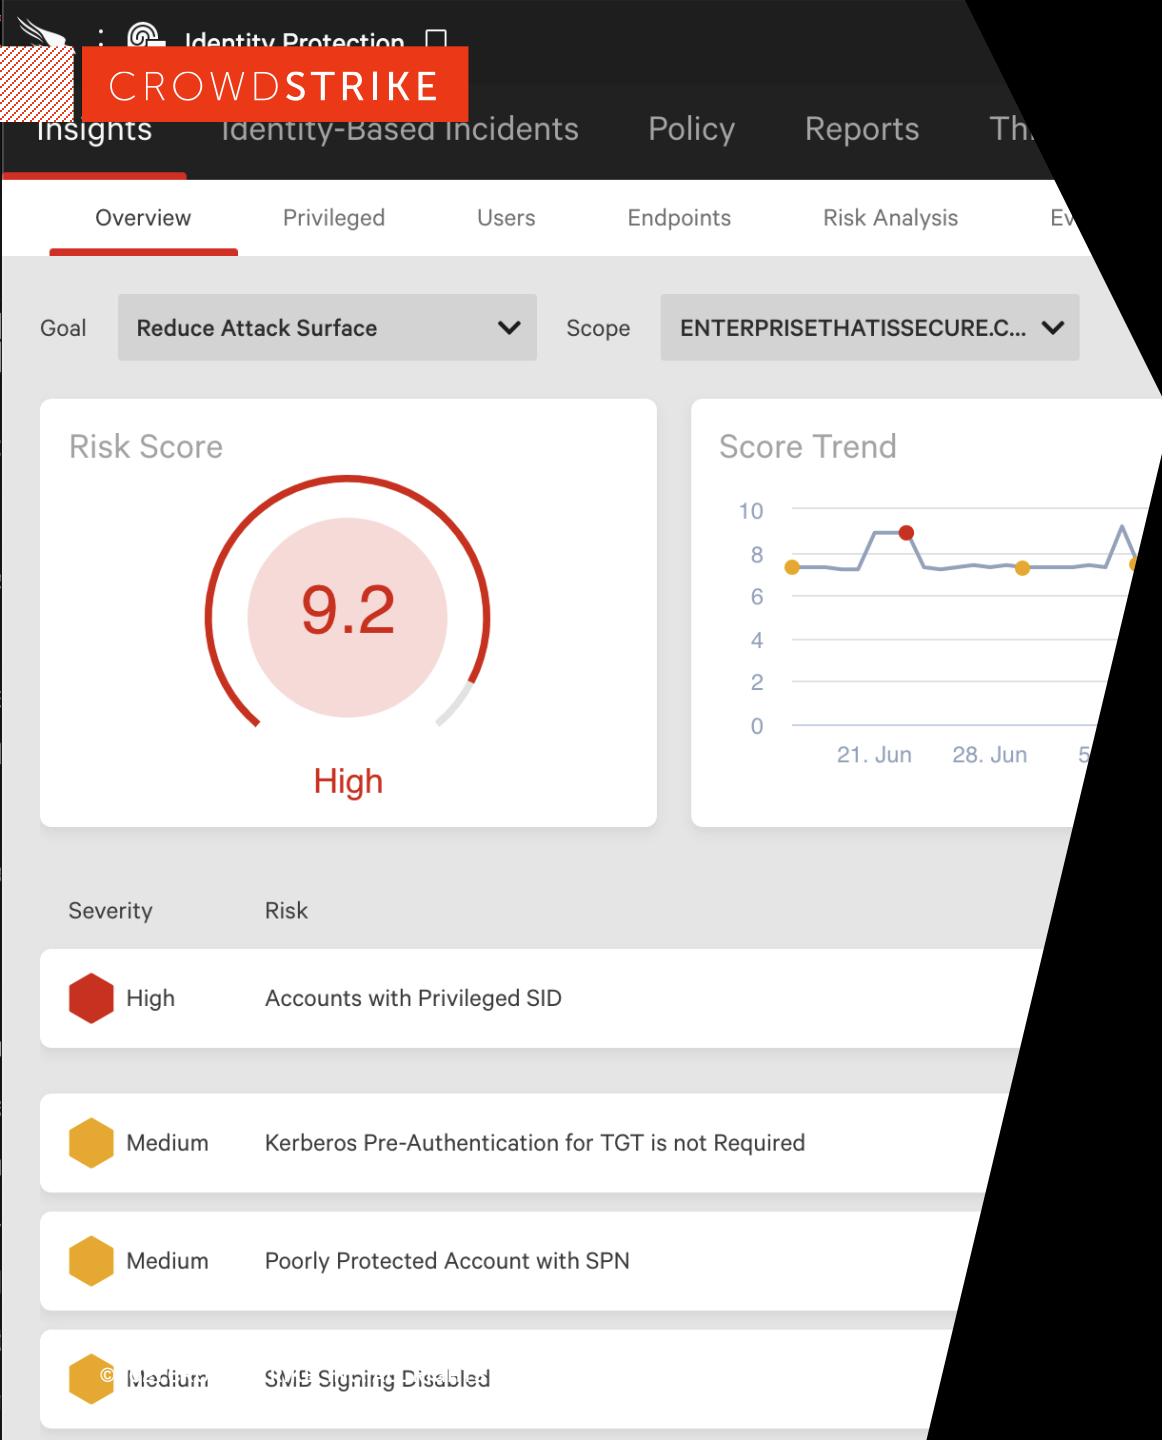 Identity Protection
CROWDSTRIKE
Insights Identity-Based Incidents Policy Reports
Overview Privileged Users Endpoints Risk Analysis
Goal Reduce Attack Surface Scope ENTERPRISETHATISSECURE.C...
Risk Score
9.2
High
Score Trend
10
8
6
4
2
0
21. Jun 28. Jun
Severity Risk
High Accounts with Privileged SID
Medium Kerberos Pre-Authentication for TGT is not Required
Medium Poorly Protected Account with SPN
Medium SMB Signing Disabled